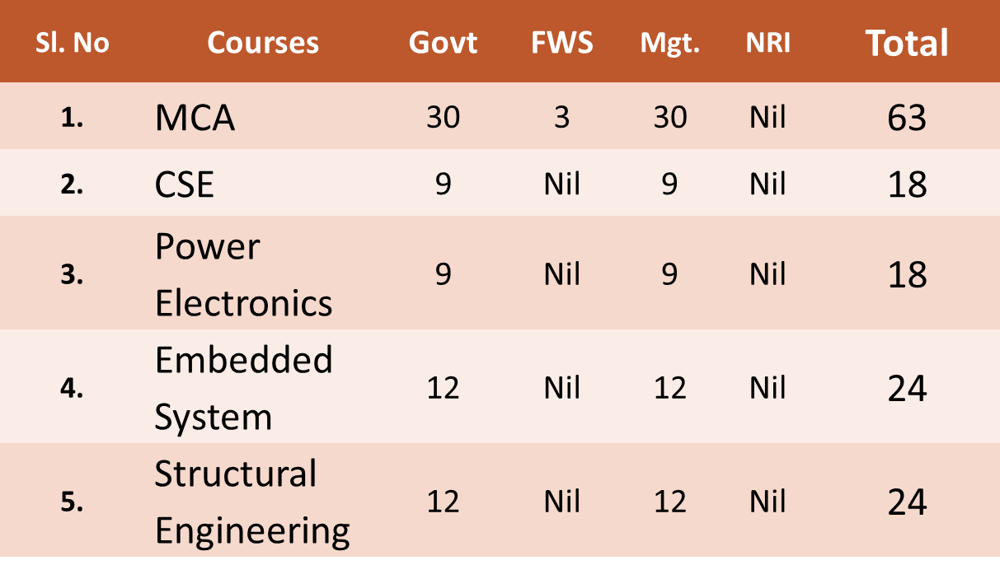 Sl. No Courses Govt FWS Mgt. NRI Total
1. MCA 30 3 30 Nil 63
2. CSE 9 Nil 9 Nil 18
3. Power Electronics 9 Nil 9 Nil 18
4. Embedded System 12 Nil 12 Nil 24
5. Structural Engineering 12 Nil 12 Nil 24